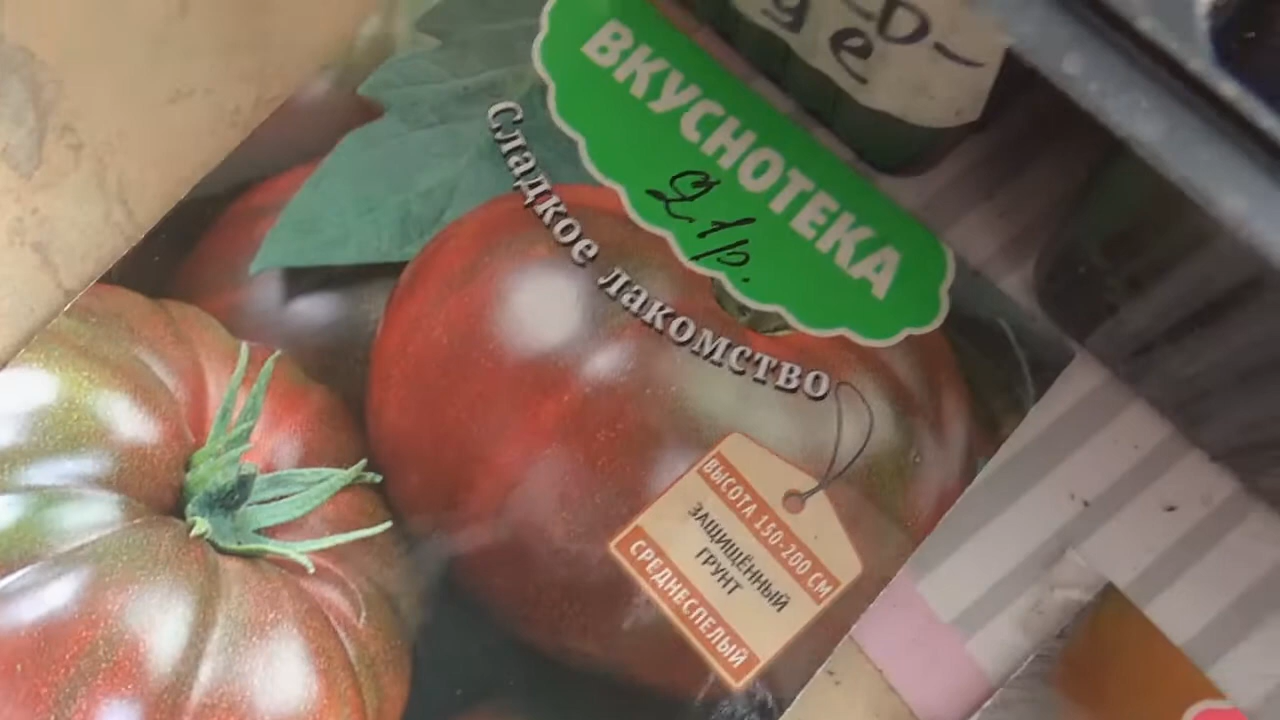 ВКУСНОТЕКА
21р.
Сладкое лакомство
ВЫСОТА 150-200 СМ
ЗАЩИЩЁННЫЙ
ГРУНТ
СРЕДНЕСПЕЛЫЙ